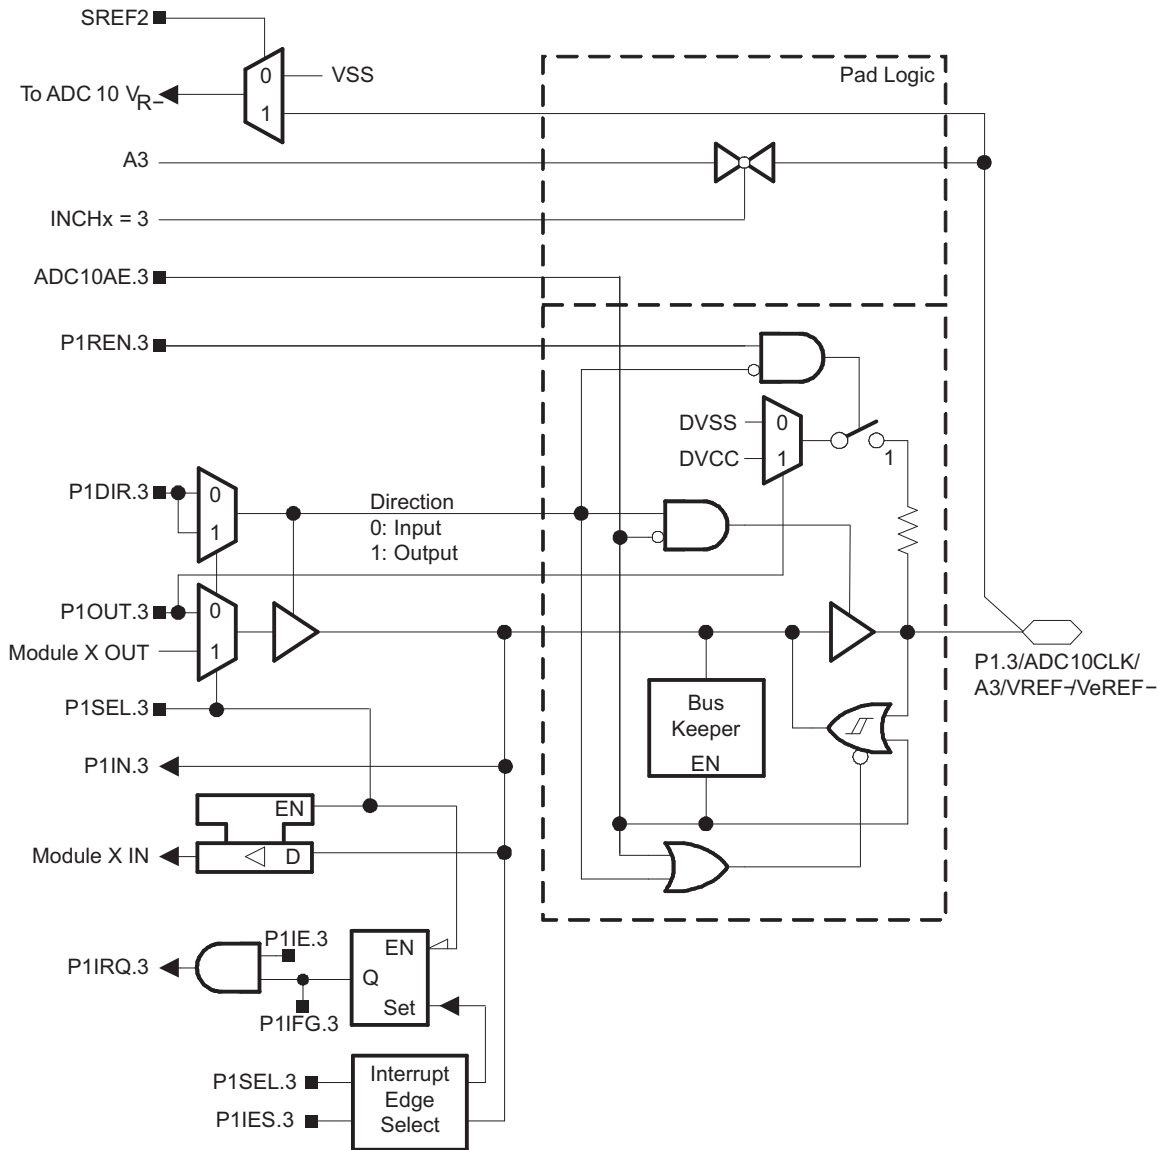 SREF2
0
VSS
Pad Logic
To ADC 10 VR−
1
A3
INCHx = 3
ADC10AE.3
P1REN.3
DVSS
0
DVCC
1
1
P1DIR.3
0
1
Direction
0: Input
1: Output
P1OUT.3
0
Module X OUT
1
P1.3/ADC10CLK/
A3/VREF−/VeREF−
P1SEL.3
Bus
Keeper
EN
P1IN.3
EN
Module X IN
D
P1IE.3
EN
P1IRQ.3
Q
Set
P1IFG.3
P1SEL.3
Interrupt
Edge
Select
P1IES.3